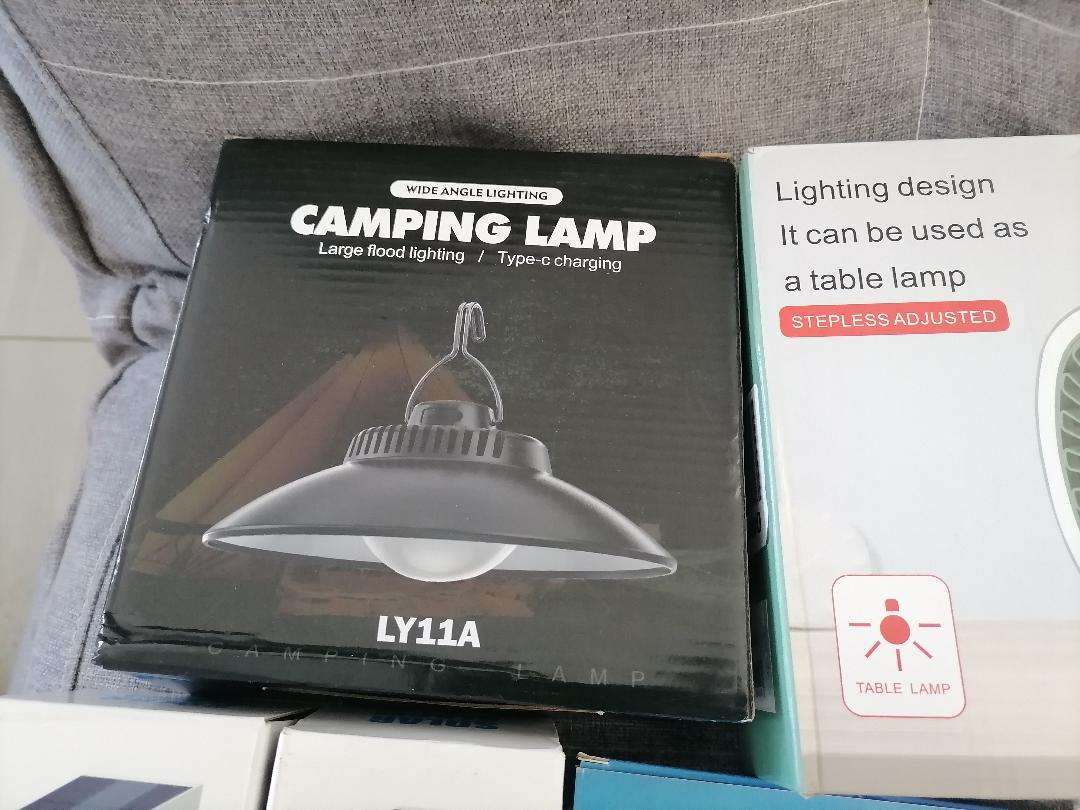 WIDE ANGLE LIGHTING
CAMPING LAMP
Large flood lighting / Type-c charging
LY11A
CAMPING LAMP
Lighting design
It can be used as
a table lamp
STEPLESS ADJUSTED
TABLE LAMP
SOLAR